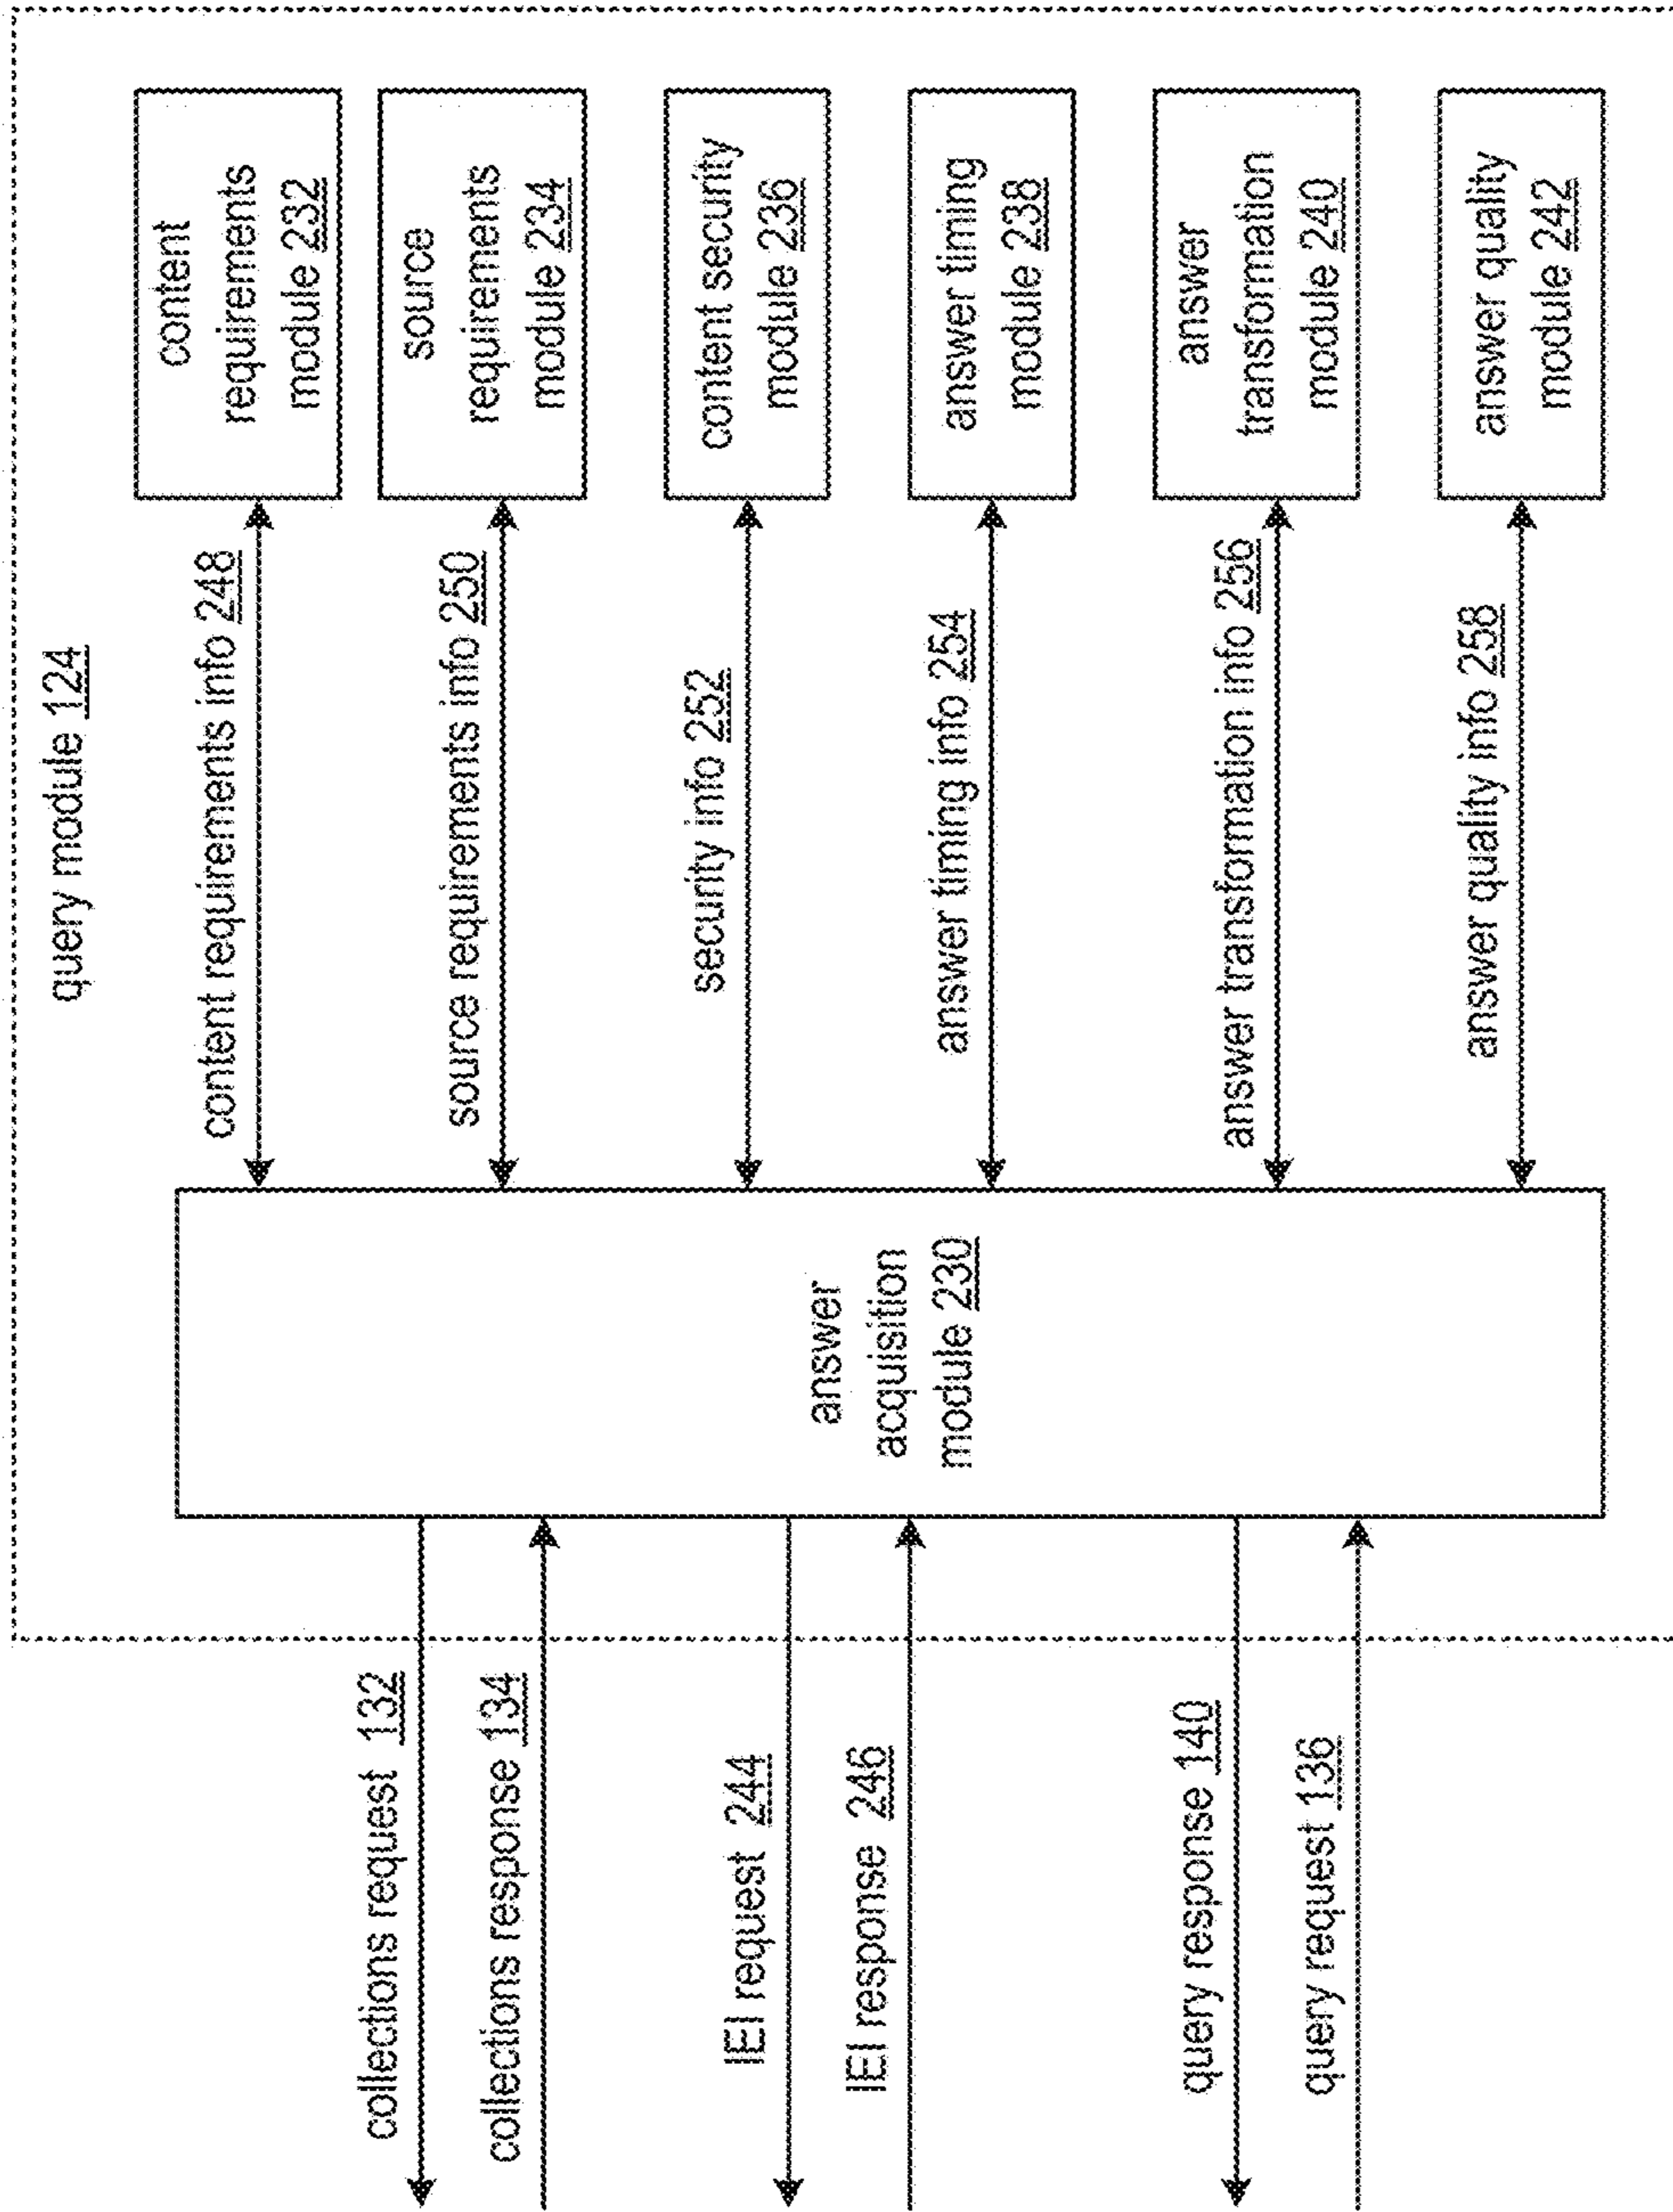 query module 124
collections request 132
collections response 134
IEI request 244
IEI response 246
query response 140
query request 136
answer
acquisition
module 230
content requirements info 248
source requirements info 250
security info 252
answer timing info 254
answer transformation info 256
answer quality info 258
content
requirements
module 232
source
requirements
module 234
content security
module 236
answer timing
module 238
answer
transformation
module 240
answer quality
module 242